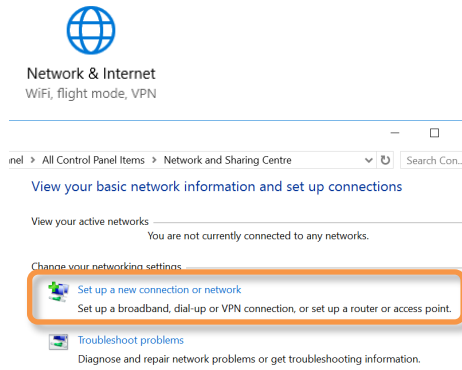 Network & Internet
WiFi, flight mode, VPN
nel > All Control Panel Items > Network and Sharing Centre
Search Con...
View your basic network information and set up connections
View your active networks
You are not currently connected to any networks.
Change your networking settings
Set up a new connection or network
Set up a broadband, dial-up or VPN connection, or set up a router or access point.
Troubleshoot problems
Diagnose and repair network problems or get troubleshooting information.